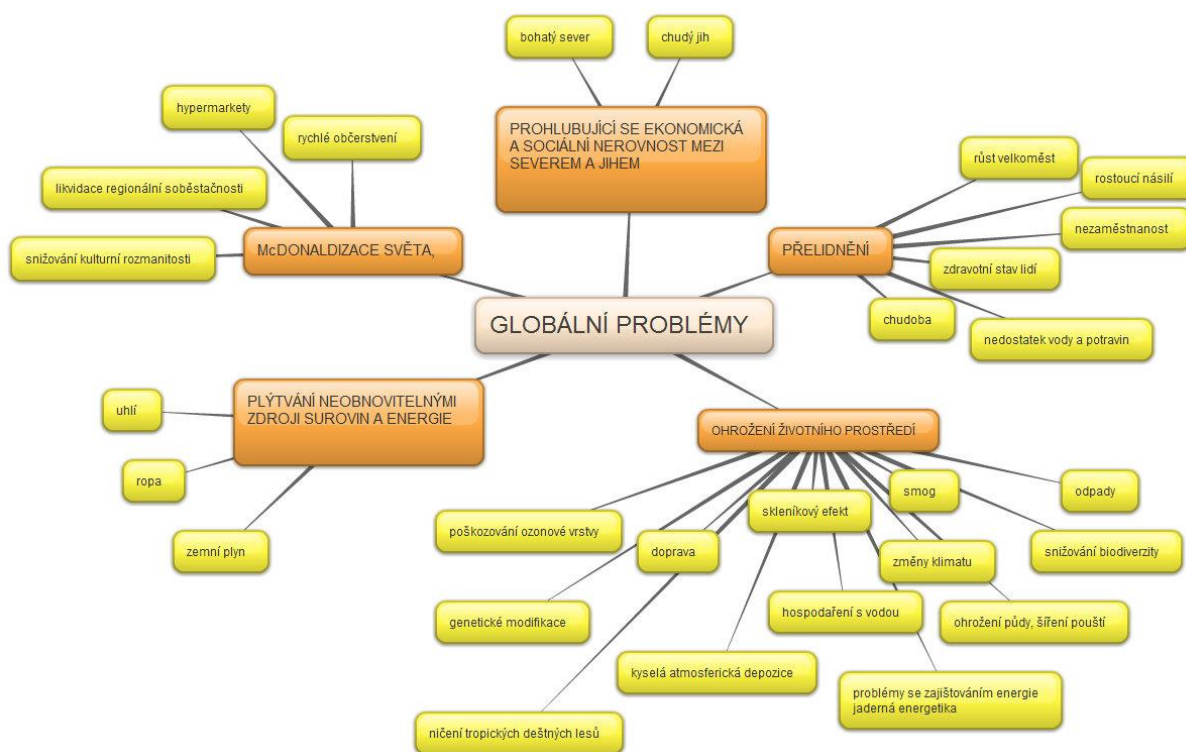 bohatý sever
chudý jih
hypermarkety
rychlé občerstvení
likvidace regionální soběstačnosti
snižování kulturní rozmanitosti
McDONALDIZACE SVĚTA,
PROHLUBUJÍCÍ SE EKONOMICKÁ
A SOCIÁLNÍ NEROVNOST MEZI
SEVEREM A JIHEM
růst velkoměst
rostoucí násilí
nezaměstnanost
PŘELIDNĚNÍ
zdravotní stav lidí
chudoba
nedostatek vody a potravin
GLOBÁLNÍ PROBLÉMY
PLÝTVÁNÍ NEOBNOVITELNÝMI
ZDROJI SUROVIN A ENERGIE
uhlí
ropa
zemní plyn
OHROŽENÍ ŽIVOTNÍHO PROSTŘEDÍ
poškozování ozonové vrstvy
doprava
skleníkový efekt
smog
odpady
změny klimatu
snižování biodiverzity
genetické modifikace
hospodaření s vodou
ohrožení půdy, šíření pouští
kyselá atmosferická depozice
problémy se zajištováním energie
jaderná energetika
ničení tropických deštných lesů